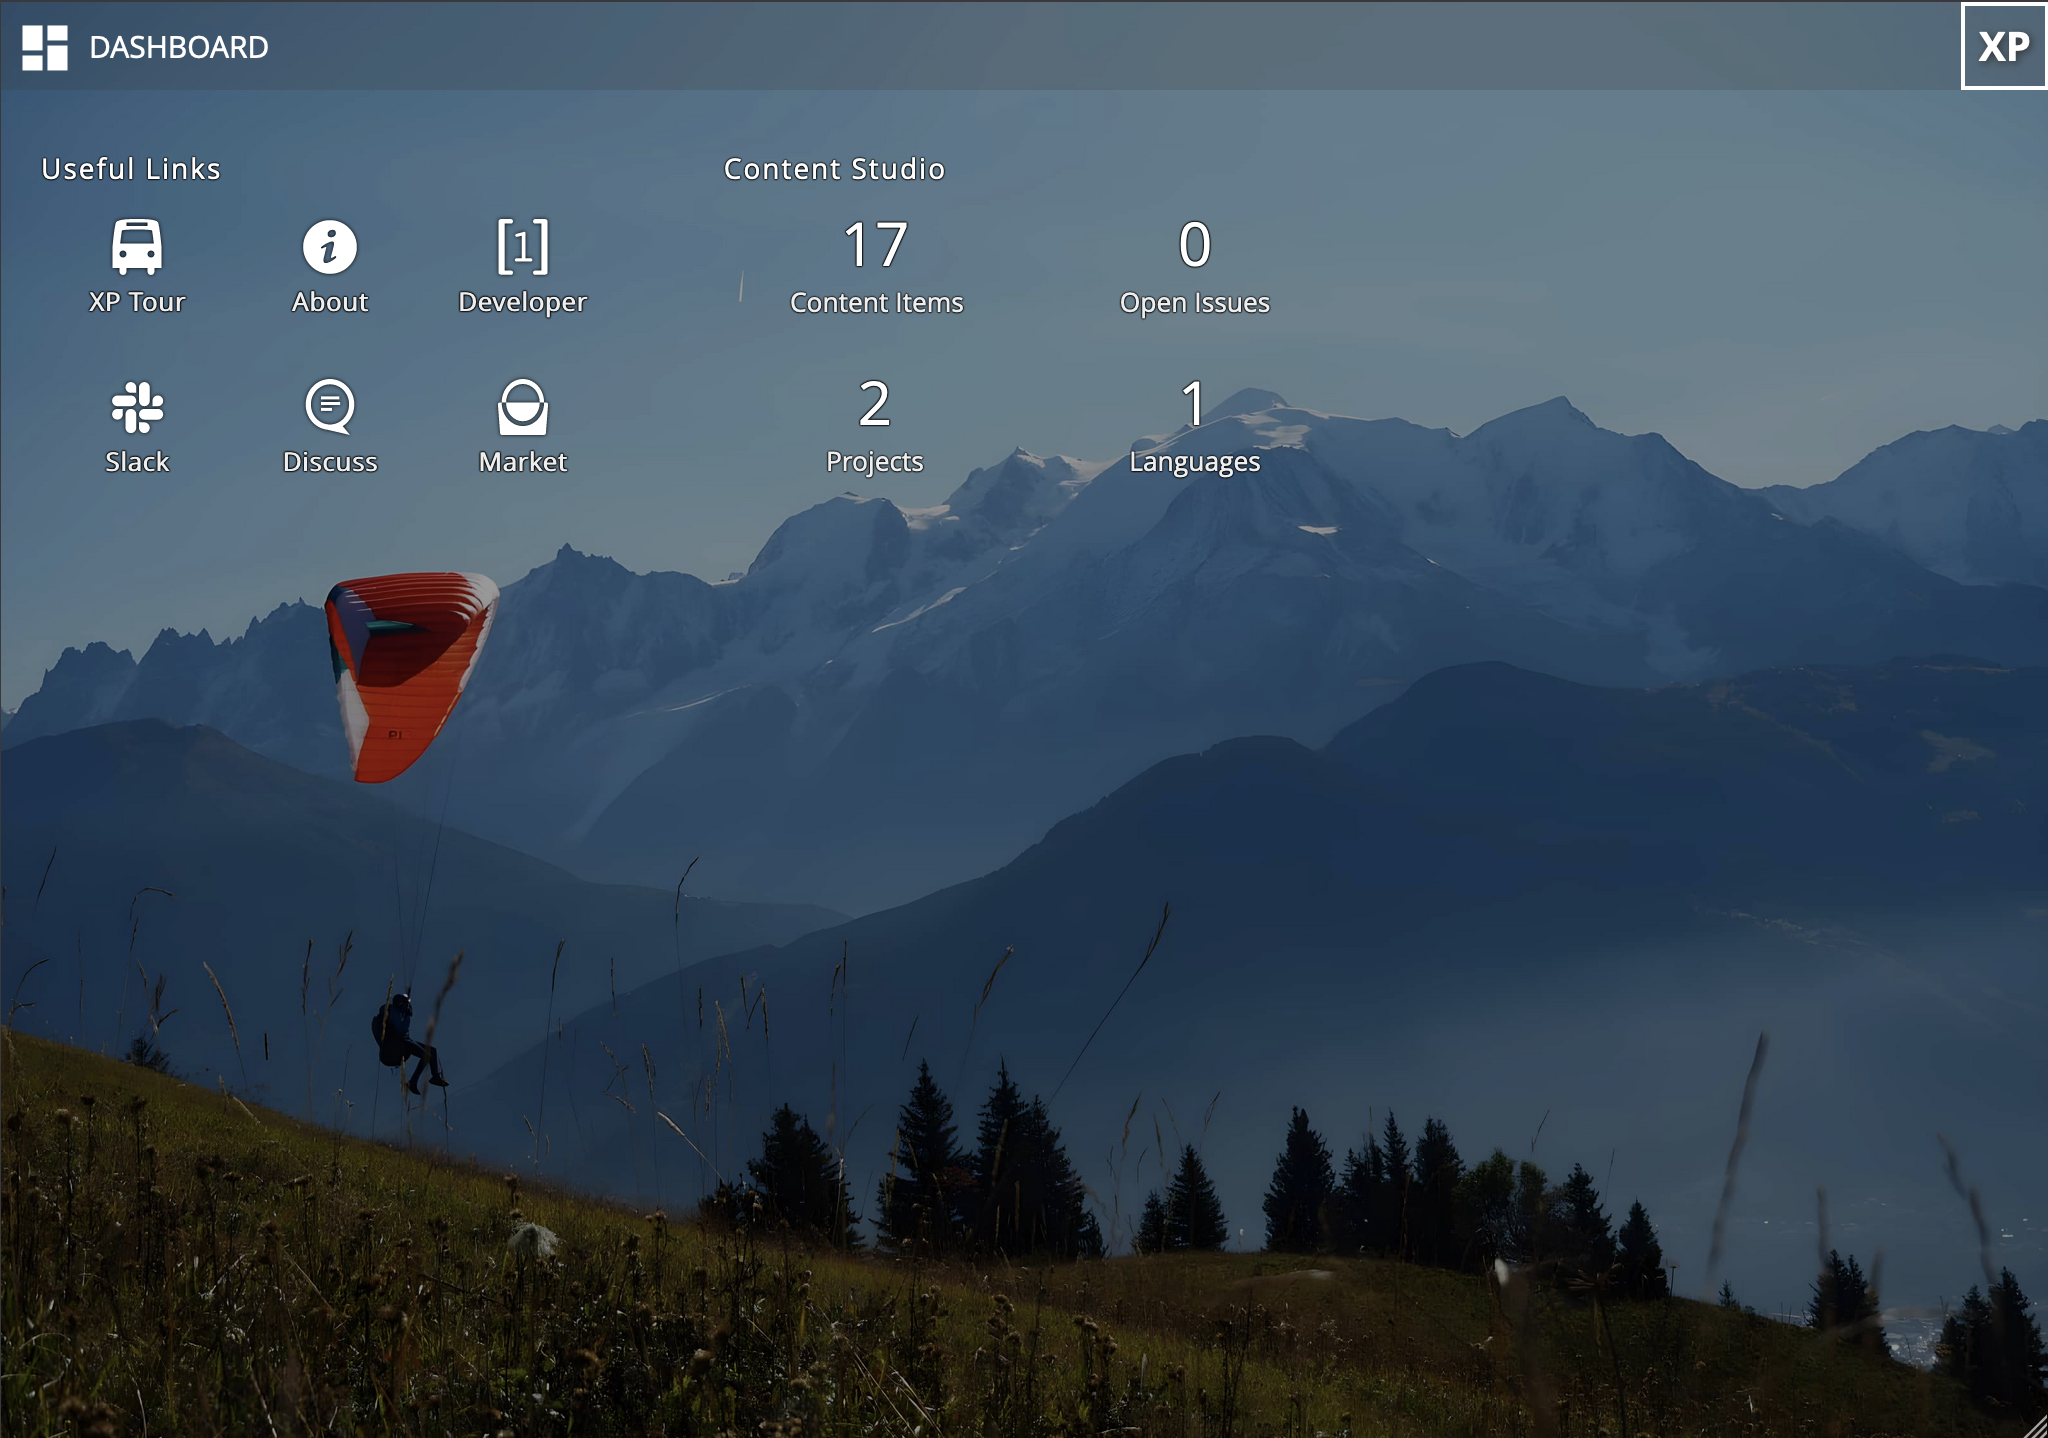 DASHBOARD
XP
Useful Links
XP Tour
About
[1]
Developer
Slack
Discuss
Market
Content Studio
17
Content Items
0
Open Issues
2
Projects
1
Languages